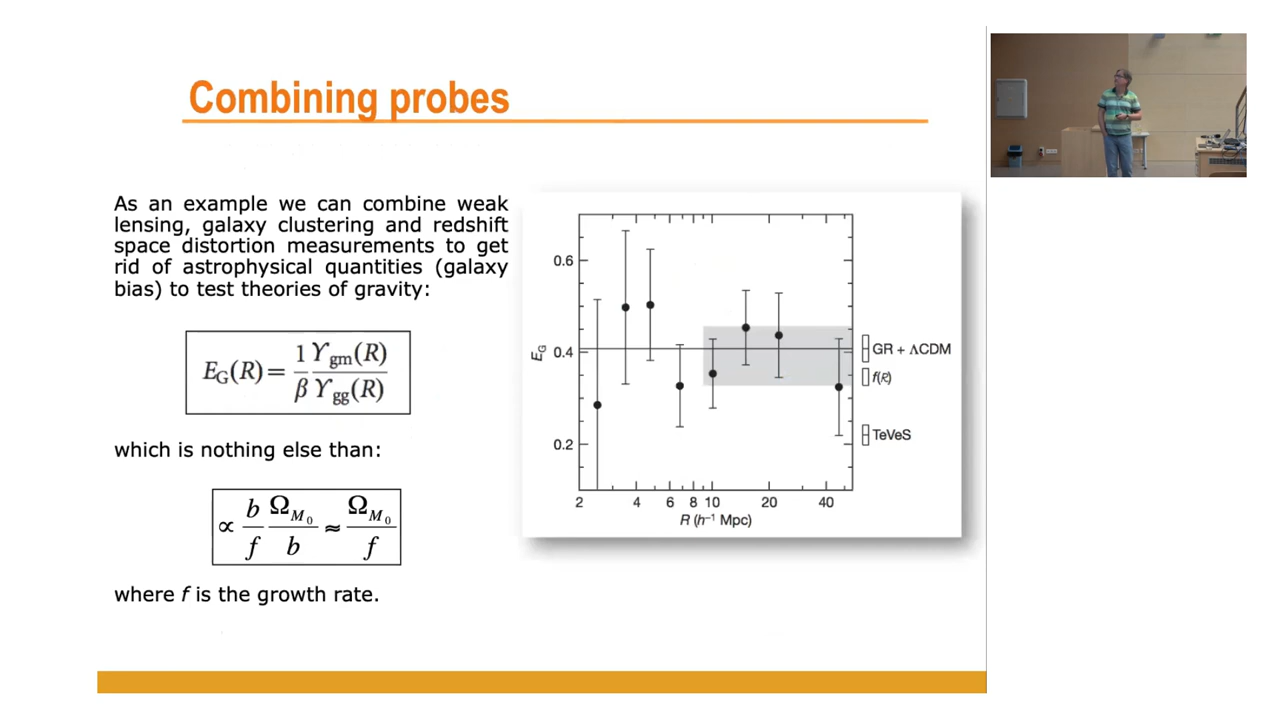 Combining probes
As an example we can combine weak
lensing, galaxy clustering and redshift
space distortion measurements to get
rid of astrophysical quantities (galaxy
bias) to test theories of gravity:
E_G(R) = 1/β ϒ_gm(R)/ϒ_gg(R)
which is nothing else than:
∝ b/f Ω_M₀/b ≈ Ω_M₀/f
where f is the growth rate.
E_G
0.6
0.4
0.2
2 4 6 8 10 20 40
R (h⁻¹ Mpc)
GR + ΛCDM
f(R)
TeVeS